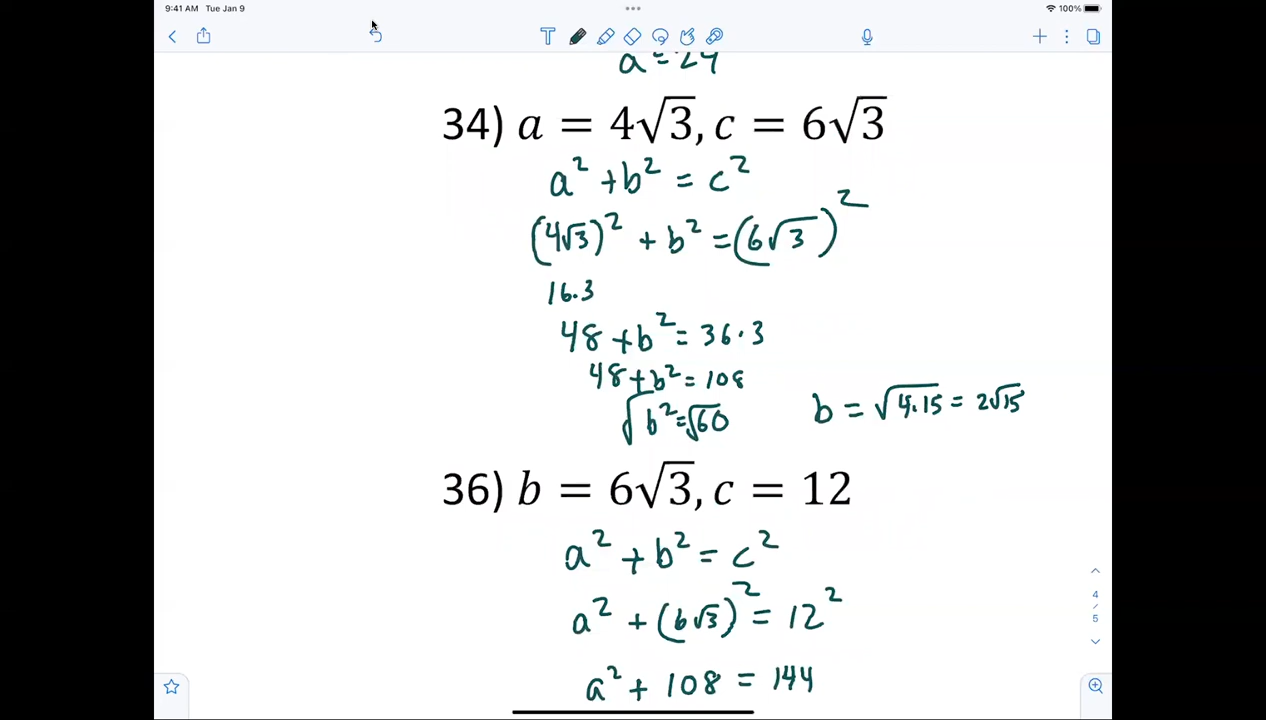 9:41 AM Tue Jan 9
100%
a = 24
34) a = 4√3, c = 6√3
a² + b² = c²
(4√3)² + b² = (6√3)²
16.3
48 + b² = 36·3
48 + b² = 108
√b² = √60
b = √4.15 = 2√15
36) b = 6√3, c = 12
a² + b² = c²
a² + (6√3)² = 12²
a² + 108 = 144
4
/
5